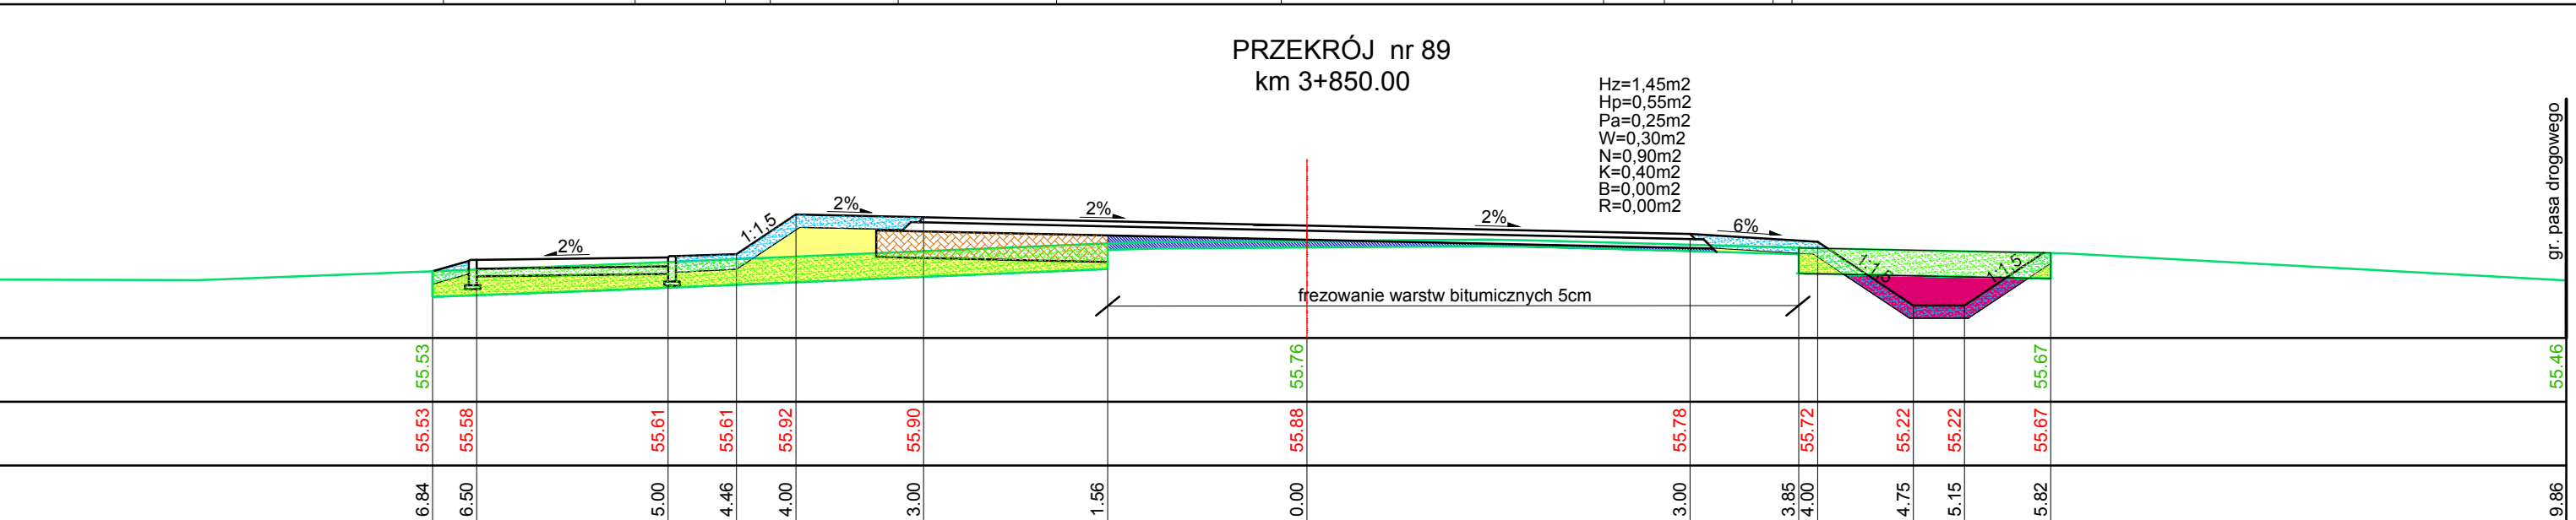 PRZEKRÓJ nr 89
km 3+850.00
Hz=1,45m2
Hp=0,55m2
Pa=0,25m2
W=0,30m2
N=0,90m2
K=0,40m2
B=0,00m2
R=0,00m2
gr. pasa drogowego
2%
1:1,5
2%
2%
2%
6%
1:1,5
1:1,5
frezowanie warstw bitumicznych 5cm
55.53 55.76 55.67 55.46
55.53 55.58 55.61 55.61 55.92 55.90 55.88 55.78 55.72 55.22 55.22 55.67
6.84 6.50 5.00 4.46 4.00 3.00 1.56 0.00 3.00 3.85 4.00 4.75 5.15 5.82 9.86